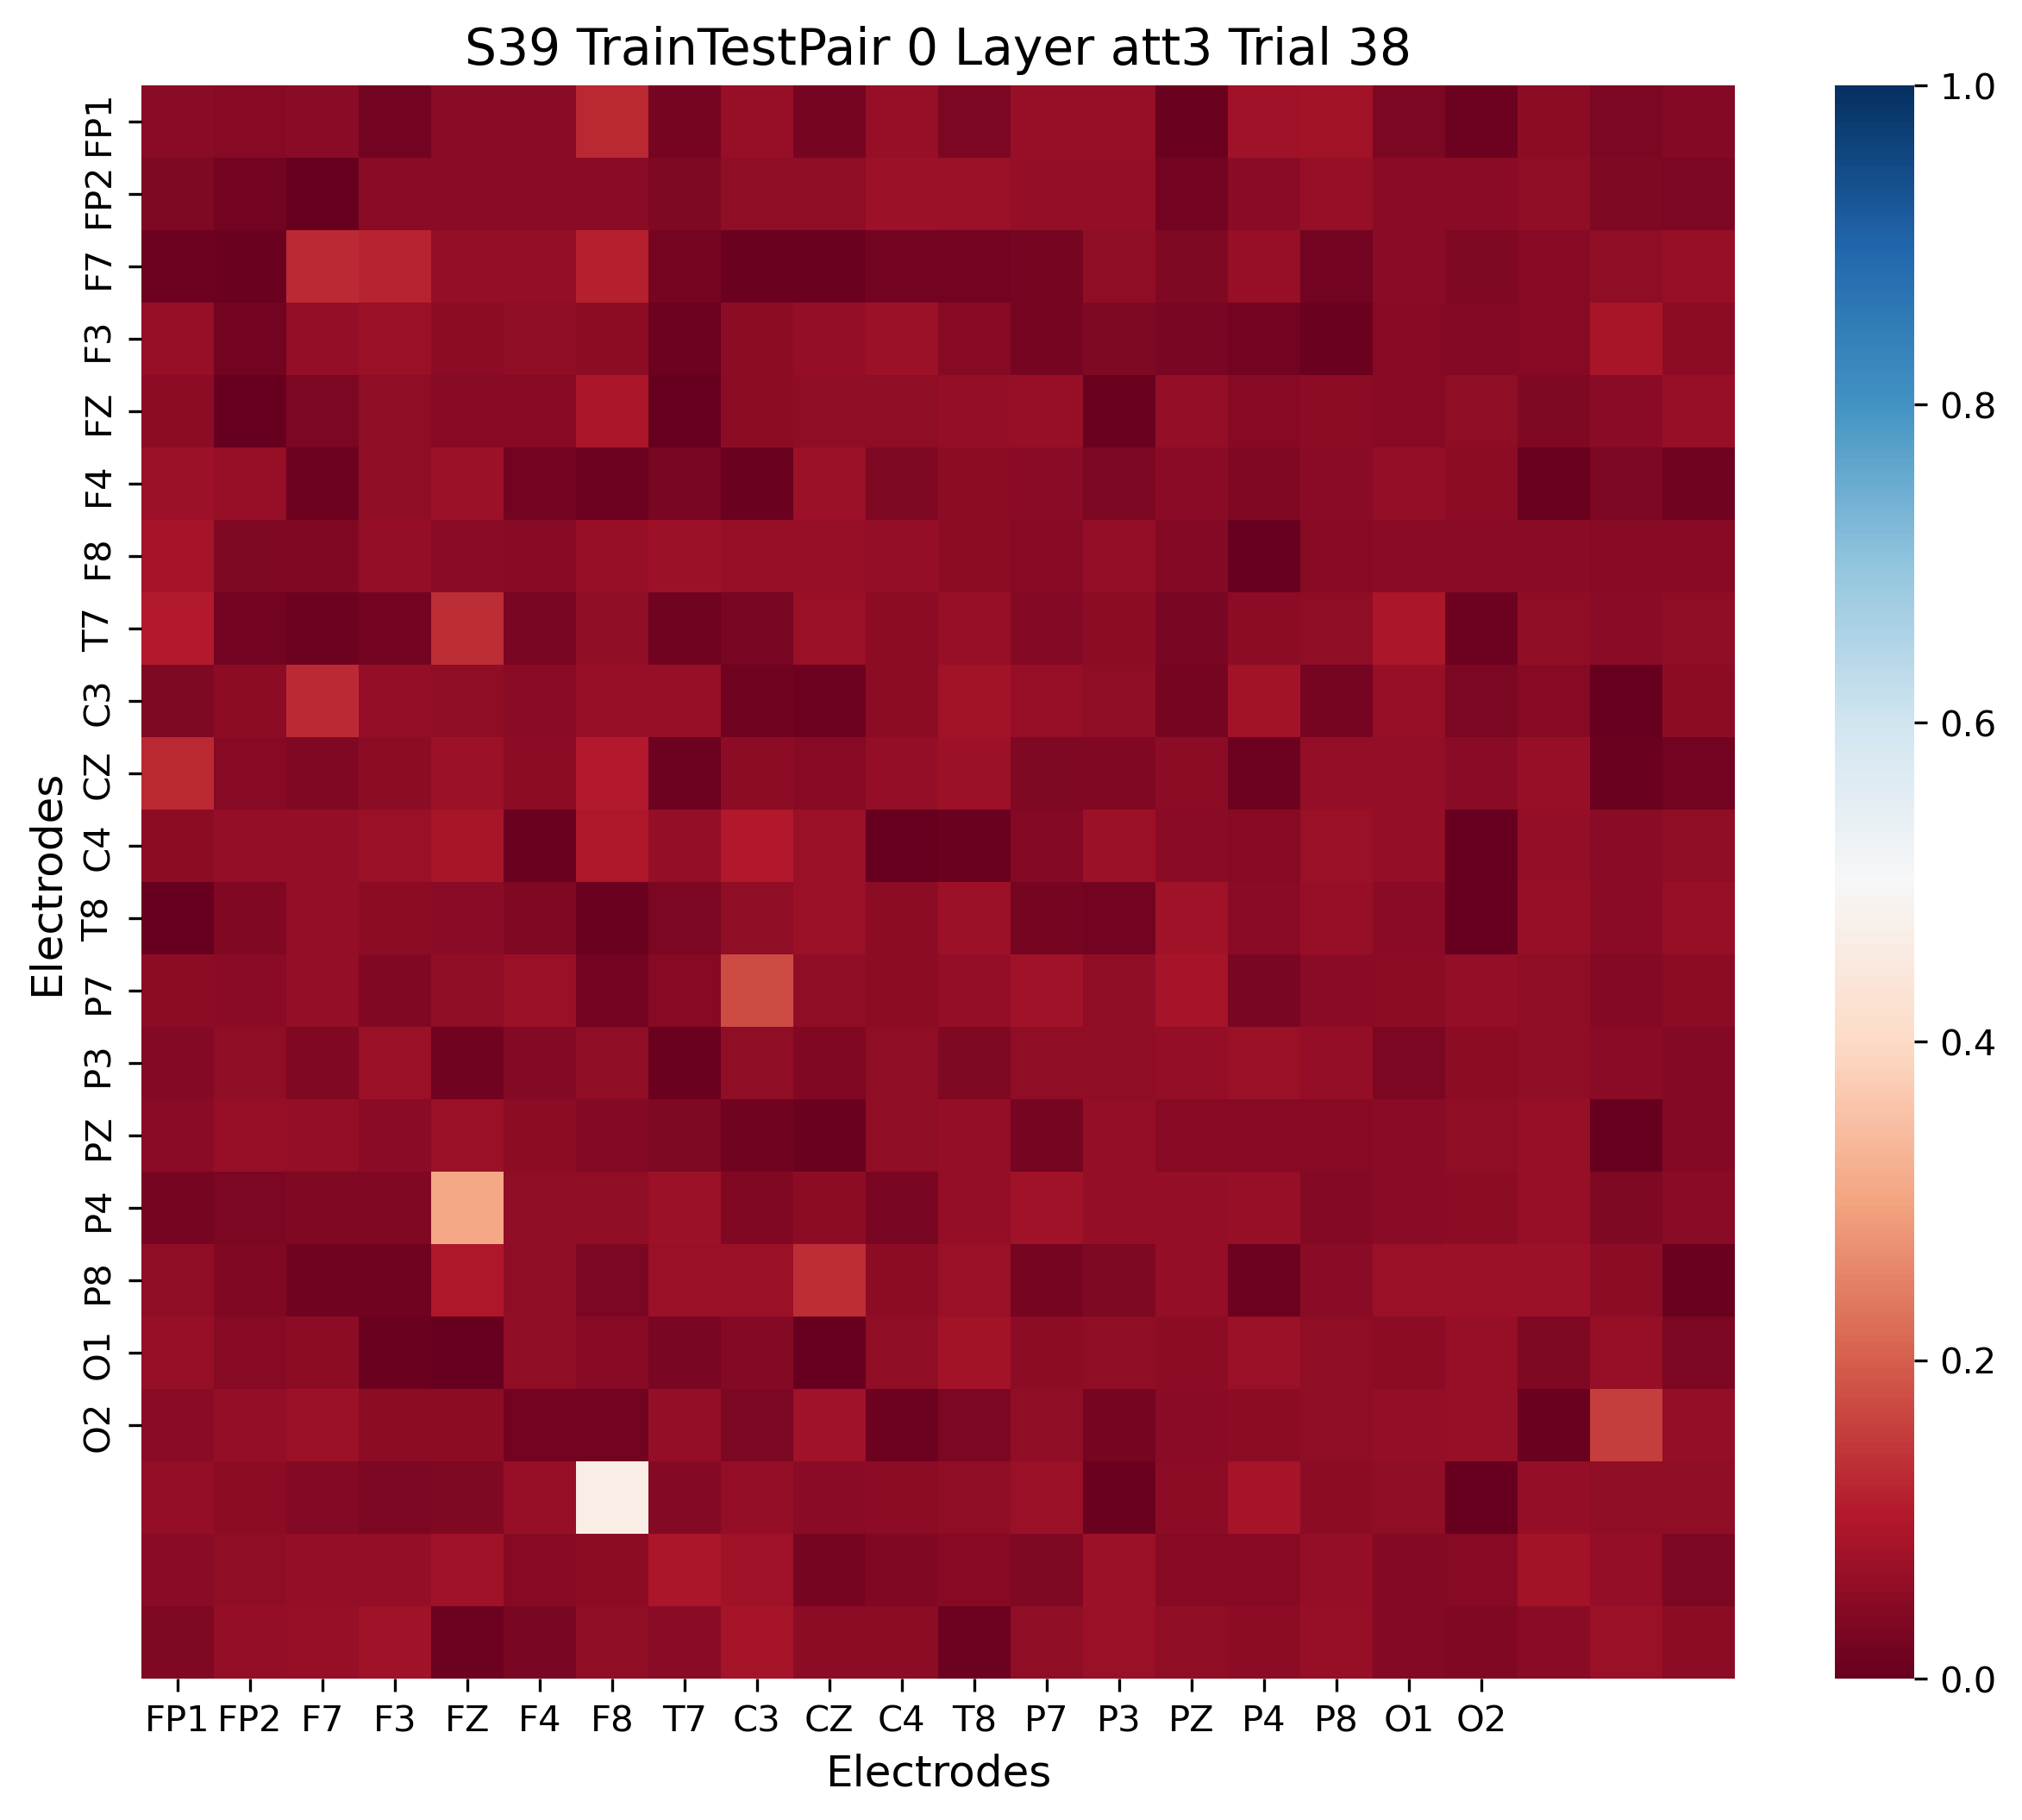 S39 TrainTestPair 0 Layer att3 Trial 38
Electrodes
FP1
FP2
F7
F3
FZ
F4
F8
T7
C3
CZ
C4
T8
P7
P3
PZ
P4
P8
O1
O2
FP1 FP2 F7 F3 FZ F4 F8 T7 C3 CZ C4 T8 P7 P3 PZ P4 P8 O1 O2
Electrodes
1.0
0.8
0.6
0.4
0.2
0.0